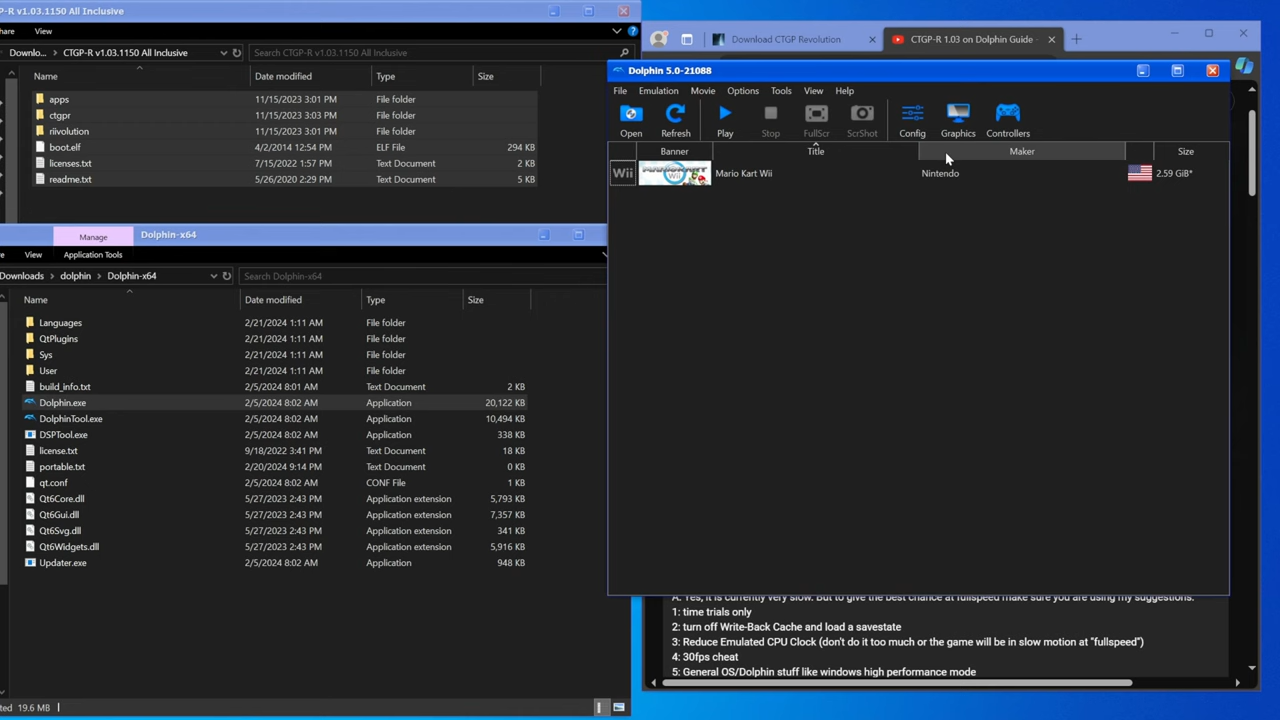 GP-R v1.03.1150 All Inclusive
hare View
Downlo... > CTGP-R v1.03.1150 All Inclusive
Search CTGP-R v1.03.1150 All Inclusive
Name Date modified Type Size
apps 11/15/2023 3:01 PM File folder
ctgpr 11/15/2023 3:03 PM File folder
riivolution 11/15/2023 3:01 PM File folder
boot.elf 4/2/2014 12:54 PM ELF File 294 KB
licenses.txt 7/15/2022 1:57 PM Text Document 2 KB
readme.txt 5/26/2020 2:39 PM Text Document 5 KB
Manage Dolphin-x64
View Application Tools
Downloads > dolphin > Dolphin-x64
Search Dolphin-x64
Name Date modified Type Size
Languages 2/21/2024 1:11 AM File folder
QtPlugins 2/21/2024 1:11 AM File folder
Sys 2/21/2024 1:11 AM File folder
User 2/21/2024 1:11 AM File folder
build_info.txt 2/5/2024 8:01 AM Text Document 2 KB
Dolphin.exe 2/5/2024 8:02 AM Application 20,122 KB
DolphinTool.exe 2/5/2024 8:02 AM Application 10,494 KB
DSPTool.exe 2/5/2024 8:02 AM Application 338 KB
license.txt 9/18/2022 3:41 PM Text Document 18 KB
portable.txt 2/20/2024 9:14 PM Text Document 0 KB
qt.conf 2/5/2024 8:02 AM CONF File 1 KB
Qt6Core.dll 5/27/2023 2:43 PM Application extension 5,793 KB
Qt6Gui.dll 5/27/2023 2:43 PM Application extension 7,357 KB
Qt6Svg.dll 5/27/2023 2:43 PM Application extension 341 KB
Qt6Widgets.dll 5/27/2023 2:43 PM Application extension 5,916 KB
Updater.exe 2/5/2024 8:02 AM Application 948 KB
ted 19.6 MB
Download CTGP Revolution
CTGP-R 1.03 on Dolphin Guide -
Dolphin 5.0-21088
File Emulation Movie Options Tools View Help
Open Refresh Play Stop FullScr ScrShot Config Graphics Controllers
Banner Title Maker Size
Wii Mario Kart Wii Nintendo 2.59 GiB*
A: Yes, it is currently very slow. But to give the best chance at fullspeed make sure you are using my suggestions.
1: time trials only
2: turn off Write-Back Cache and load a savestate
3: Reduce Emulated CPU Clock (don't do it too much or the game will be in slow motion at "fullspeed")
4: 30fps cheat
5: General OS/Dolphin stuff like windows high performance mode